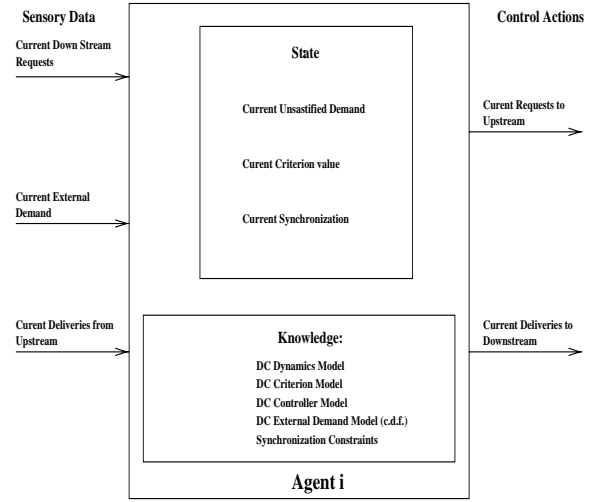 Sensory Data
Control Actions
Current Down Stream
Requests
State
Current Unsastified Demand
Curent Requests to
Upstream
Curent Criterion value
Current External
Demand
Current Synchronization
Curent Deliveries from
Upstream
Knowledge:
DC Dynamics Model
DC Criterion Model
DC Controller Model
DC External Demand Model (c.d.f.)
Synchronization Constraints
Current Deliveries to
Downstream
Agent i